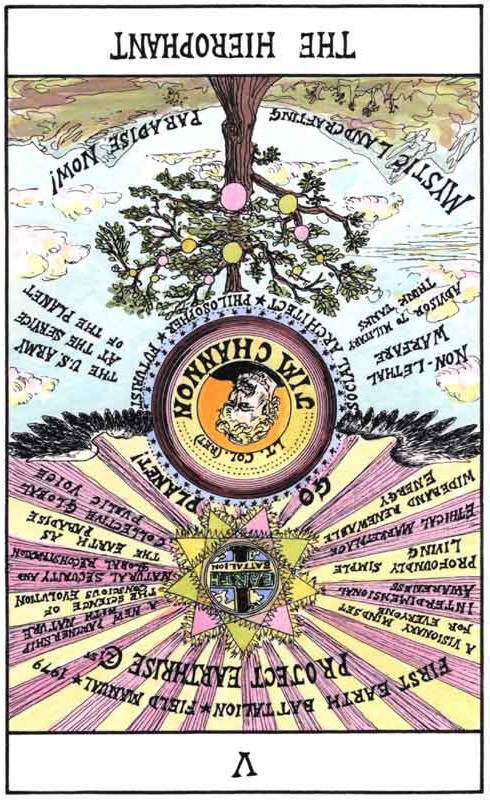 V
FIRST EARTH BATTALION ★ FIELD MANUAL ★ 1979
PROJECT EARTHRISE ©
A VISIONARY MINDSET
FOR EVERYONE
INTERDIMENSIONAL
AWARENESS
PROFOUNDLY SIMPLE
LIVING
ETHICAL MARKETPLACE
WIDEBAND RENEWABLE
ENERGY
EARTH
BATTALION
A NEW PARTNERSHIP
WITH NATURE
THE SCIENCE OF
CONSCIOUS EVOLUTION
NATURAL SECURITY AND
GLOBAL
THE EARTH AS
PARADISE
COLLECTIVE GLOBAL
PUBLIC VOICE
GO PLANET!
LT. COL. (RET)
JIM CHANNON
SOCIAL ARCHITECT ★ PHILOSOPHER ★ FUTURIST
NON-LETHAL
WARFARE
ADVISOR TO MILITARY
THINK TANKS
THE U.S ARMY
AT THE SEVICE
OF THE PLANET
MYSTIC LANDCRAFTING
PARADISE NOW!
THE HIEROPHANT